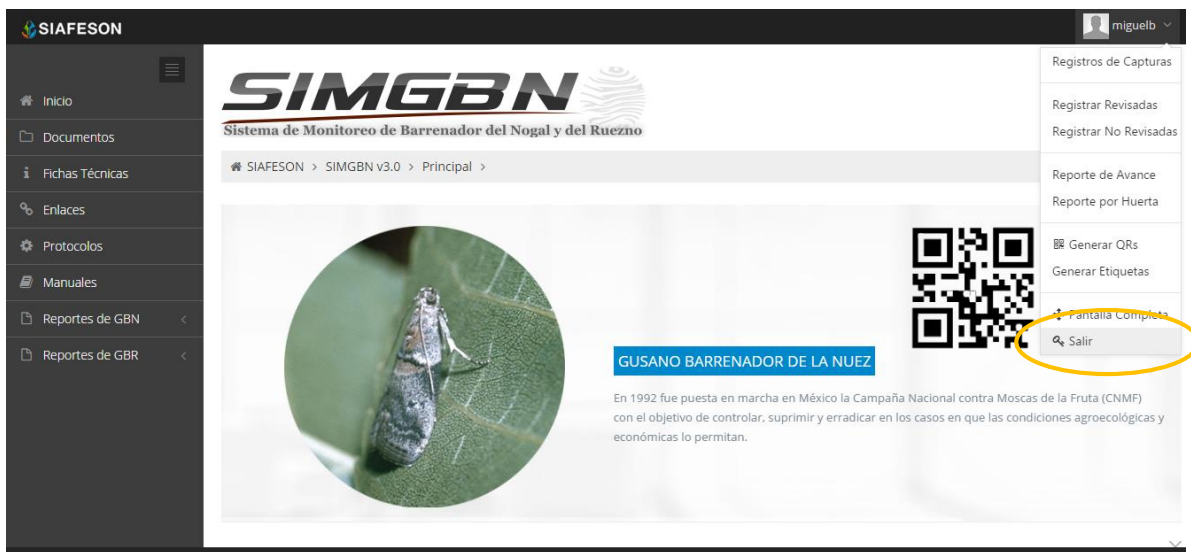 SIAFESON
miguelb
Inicio
Documentos
Fichas Técnicas
Enlaces
Protocolos
Manuales
Reportes de GBN
Reportes de GBR
SIMGBN
Sistema de Monitoreo de Barrenador del Nogal y del Ruezno
SIAFESON > SIMGBN v3.0 > Principal >
GUSANO BARRENADOR DE LA NUEZ
En 1992 fue puesta en marcha en México la Campaña Nacional contra Moscas de la Fruta (CNMF)
con el objetivo de controlar, suprimir y erradicar en los casos en que las condiciones agroecológicas y
económicas lo permitan.
Registros de Capturas
Registrar Revisadas
Registrar No Revisadas
Reporte de Avance
Reporte por Huerta
Generar QRs
Generar Etiquetas
Pantalla Completa
Salir